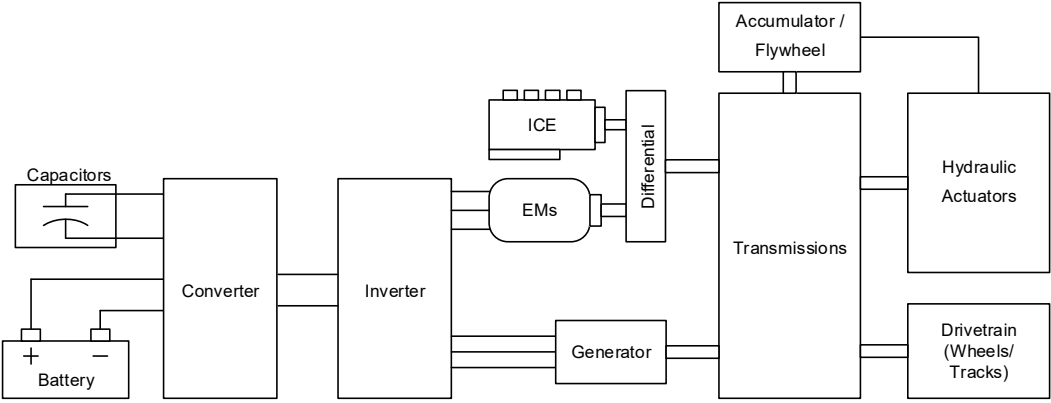 Accumulator /
Flywheel
ICE
Differential
Capacitors
EMs
Hydraulic
Actuators
Transmissions
Converter
Inverter
Generator
Drivetrain
(Wheels/
Tracks)
+ −
Battery